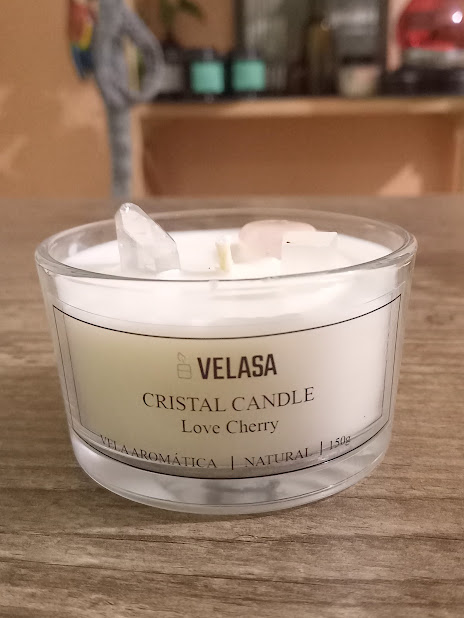 VELASA
CRISTAL CANDLE
Love Cherry
VELA AROMÁTICA | NATURAL | 150g